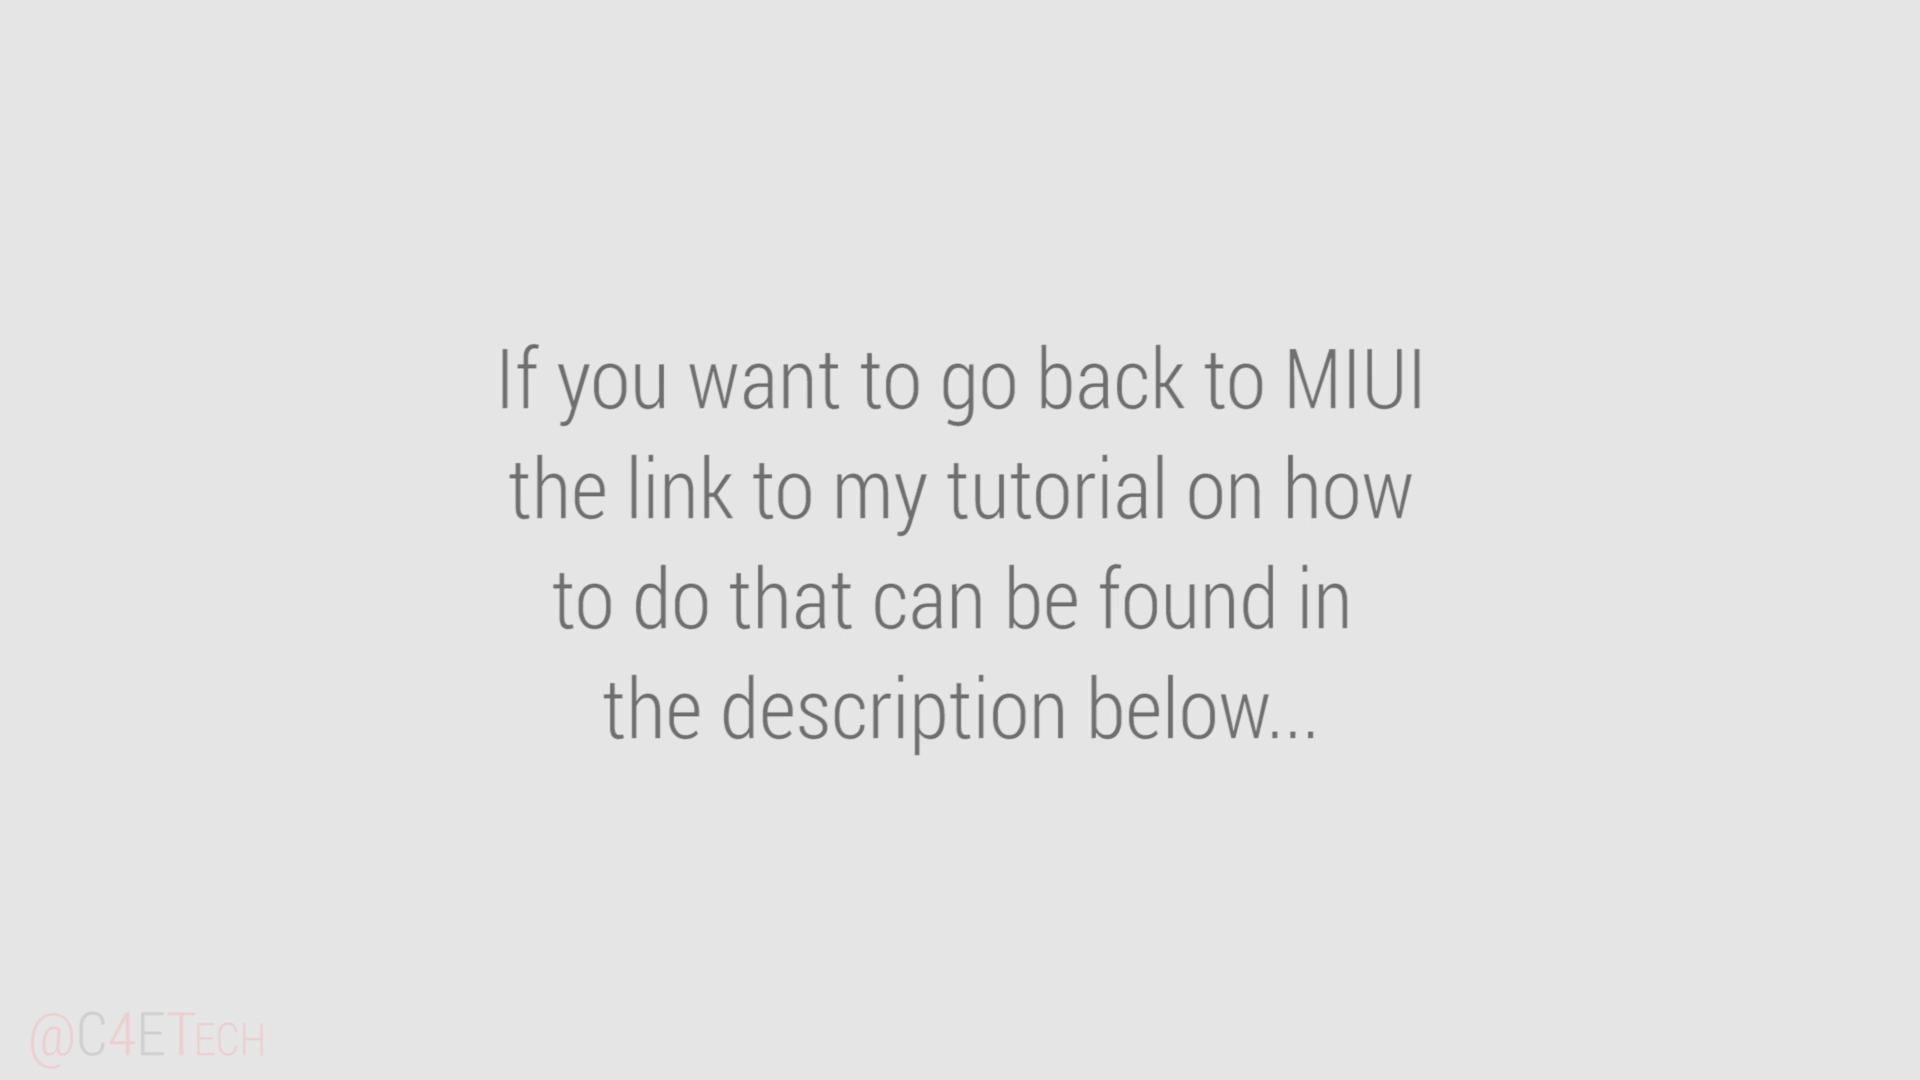 If you want to go back to MIUI
the link to my tutorial on how
to do that can be found in
the description below...
@C4ETECH